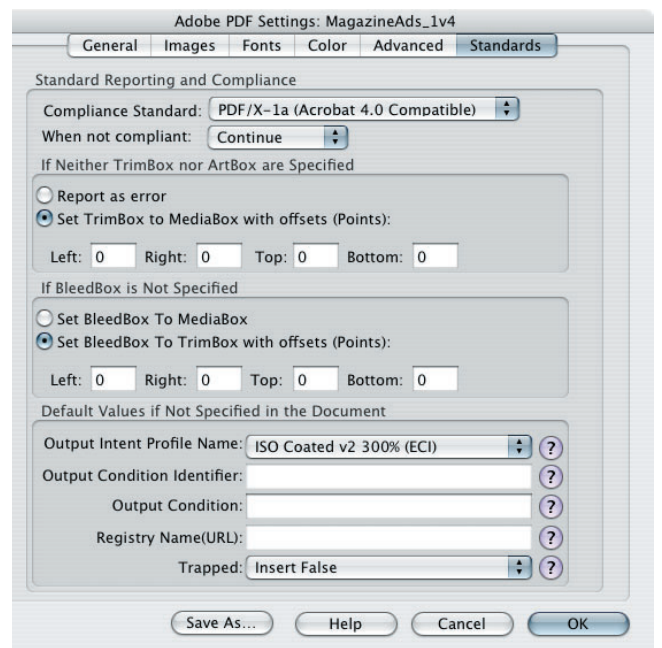 Adobe PDF Settings: MagazineAds_1v4
General Images Fonts Color Advanced Standards
Standard Reporting and Compliance
Compliance Standard: PDF/X-1a (Acrobat 4.0 Compatible)
When not compliant: Continue
If Neither TrimBox nor ArtBox are Specified
Report as error
Set TrimBox to MediaBox with offsets (Points):
Left: 0 Right: 0 Top: 0 Bottom: 0
If BleedBox is Not Specified
Set BleedBox To MediaBox
Set BleedBox To TrimBox with offsets (Points):
Left: 0 Right: 0 Top: 0 Bottom: 0
Default Values if Not Specified in the Document
Output Intent Profile Name: ISO Coated v2 300% (ECI) ?
Output Condition Identifier: ?
Output Condition: ?
Registry Name(URL): ?
Trapped: Insert False ?
Save As... Help Cancel OK